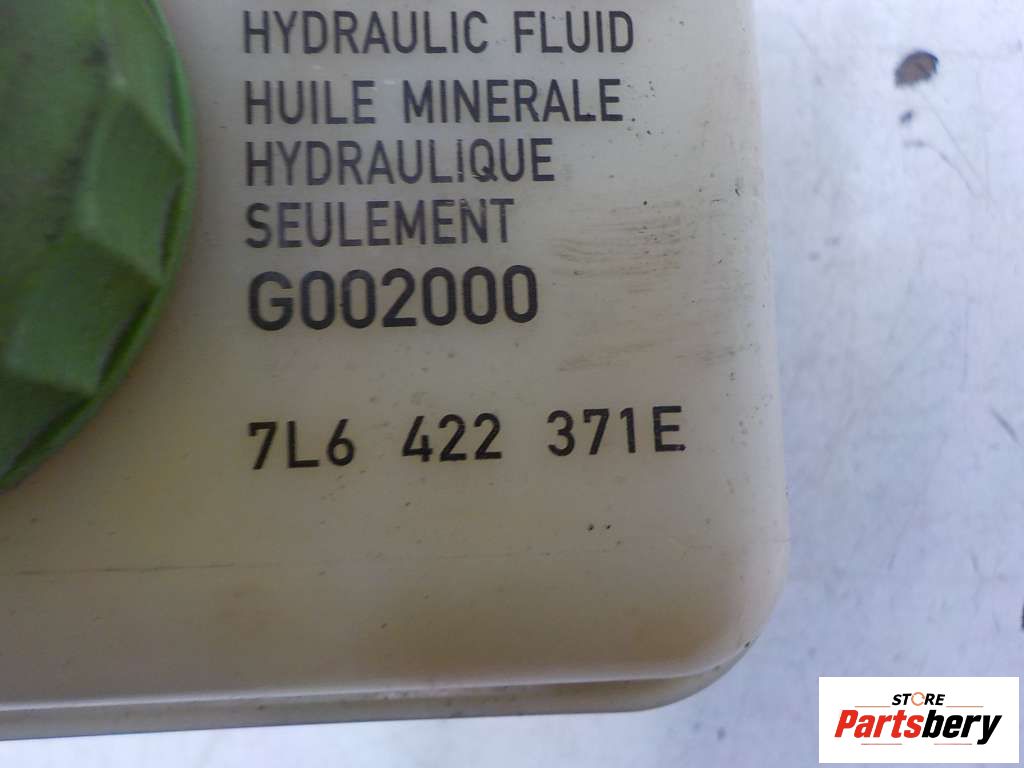 HYDRAULIC FLUID
HUILE MINERALE
HYDRAULIQUE
SEULEMENT
G002000
7L6 422 371E
STORE
Partsbery